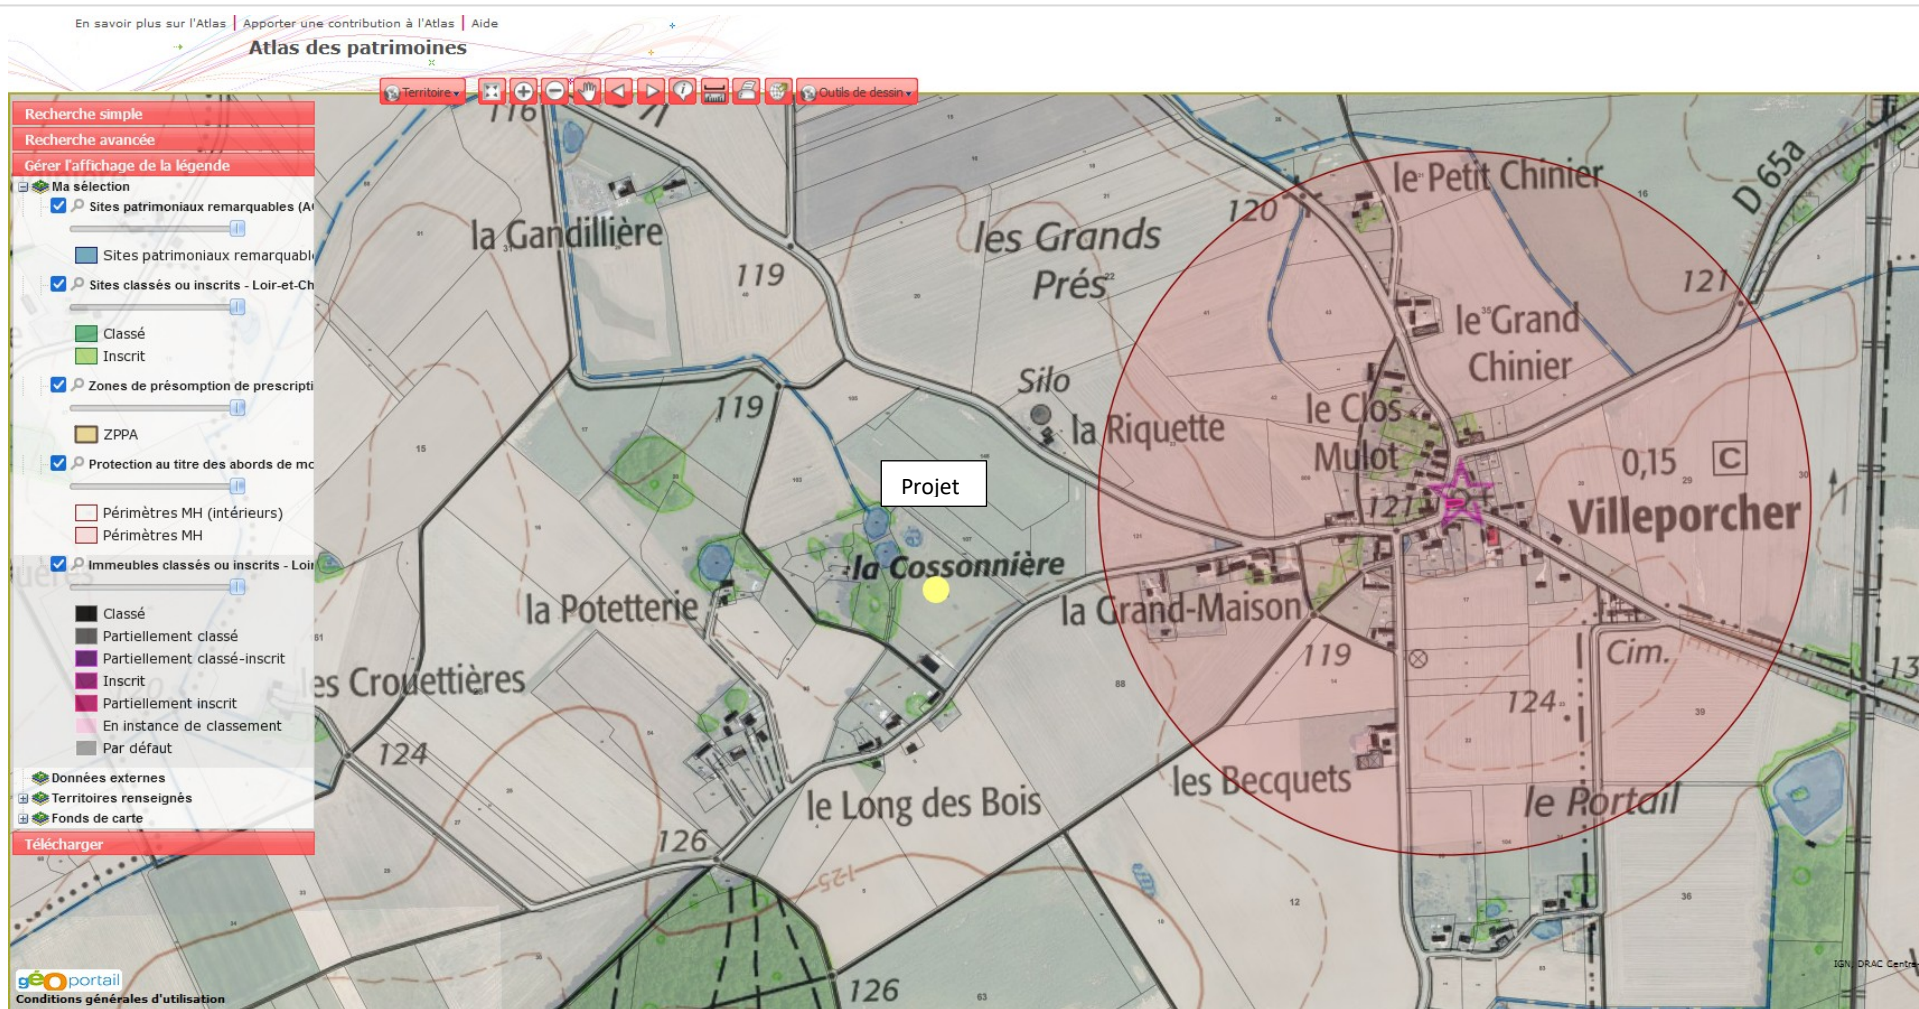 En savoir plus sur l'Atlas | Apporter une contribution à l'Atlas | Aide
Atlas des patrimoines
Territoire
Outils de dessin
Recherche simple
Recherche avancée
Gérer l'affichage de la légende
Ma sélection
Sites patrimoniaux remarquables (A
Sites patrimoniaux remarquabl
Sites classés ou inscrits - Loir-et-Ch
Classé
Inscrit
Zones de présomption de prescripti
ZPPA
Protection au titre des abords de mo
Périmètres MH (intérieurs)
Périmètres MH
Immeubles classés ou inscrits - Loi
Classé
Partiellement classé
Partiellement classé-inscrit
Inscrit
Partiellement inscrit
En instance de classement
Par défaut
Données externes
Territoires renseignés
Fonds de carte
Télécharger
géoportail
Conditions générales d'utilisation
116
la Gandillière
119
les Grands
Prés
120
le Petit Chinier
D 65a
121
le Grand
Chinier
Silo
la Riquette
le Clos
Mulot
119
0,15 C
Villeporcher
121
Projet
la Cossonnière
la Potetterie
la Grand-Maison
119
Cim.
es Crouettières
124
124
13
les Becquets
le Portail
le Long des Bois
126
125
126
IGN, DRAC Centre